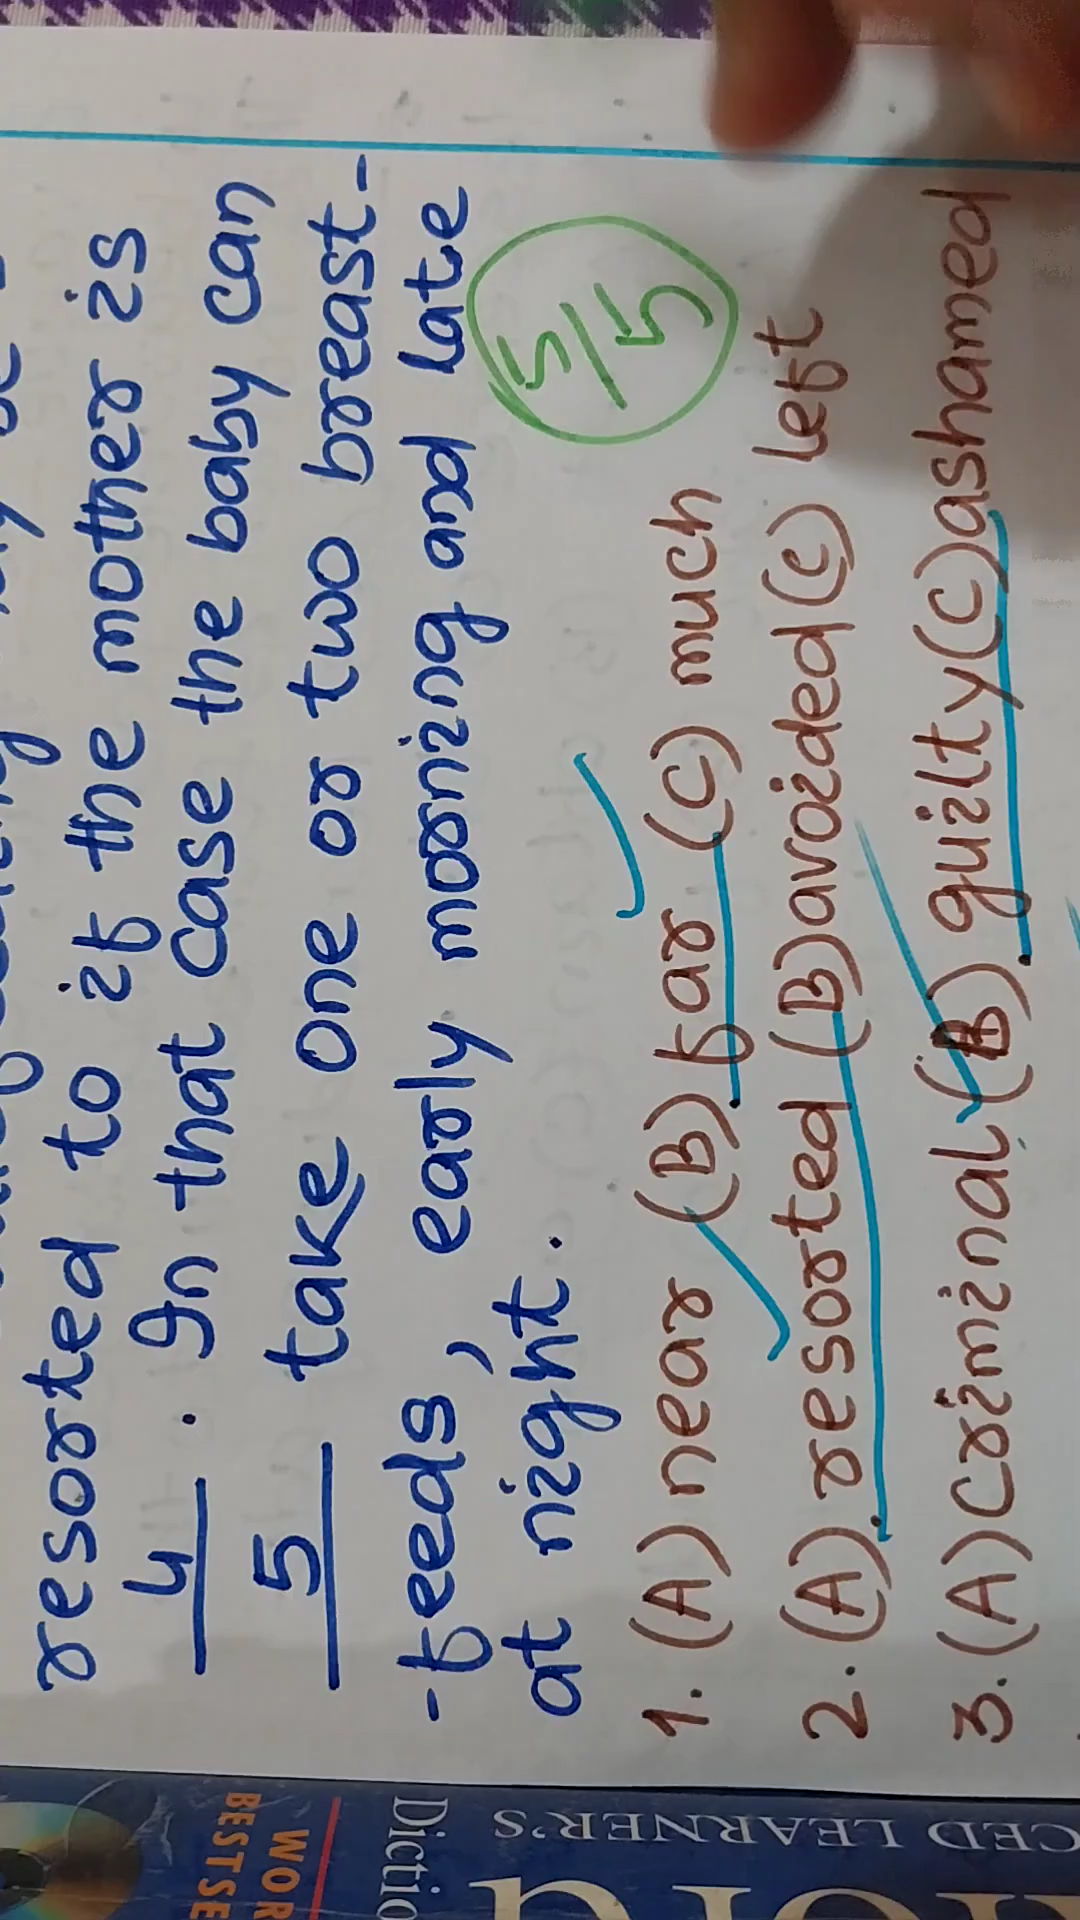 resorted to if the mother is
4. In that case the baby can
5 take one or two breast-
-feeds, early morning and late
at night.
5/5
1. (A) near (B) far (C) much
2. (A) resorted (B) avoided (C) left
3. (A) Criminal (B) guilty (C) ashamed
BESTSE
WOR
Dictio
CED LEARNER'S